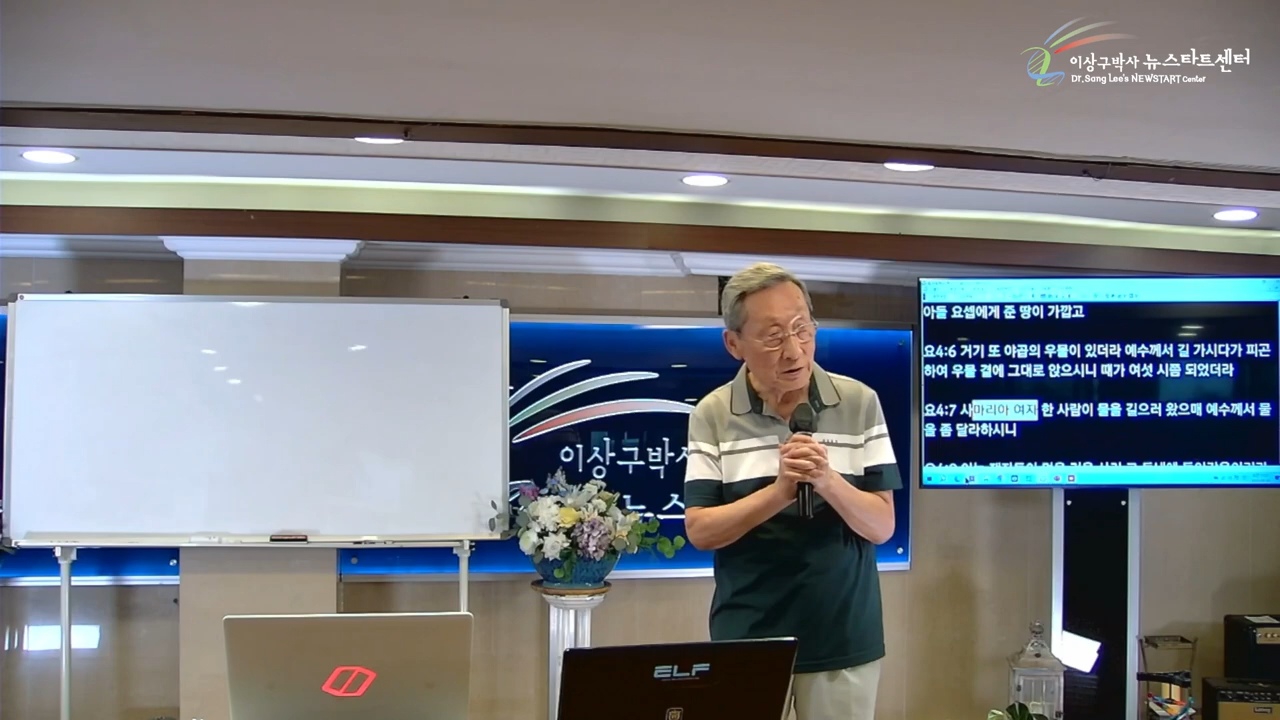 이상구박사 뉴스타트센터
Dr. Sang Lee's NEWSTART Center
아들 요셉에게 준 땅이 가깝고
요4:6 거기 또 야곱의 우물이 있더라 예수께서 길 가시다가 피곤
하여 우물 곁에 그대로 앉으시니 때가 여섯 시쯤 되었더라
요4:7 사마리아 여자 한 사람이 물을 길으러 왔으매 예수께서 물
을 좀 달라하시니
이상구박사
뉴스
ELF